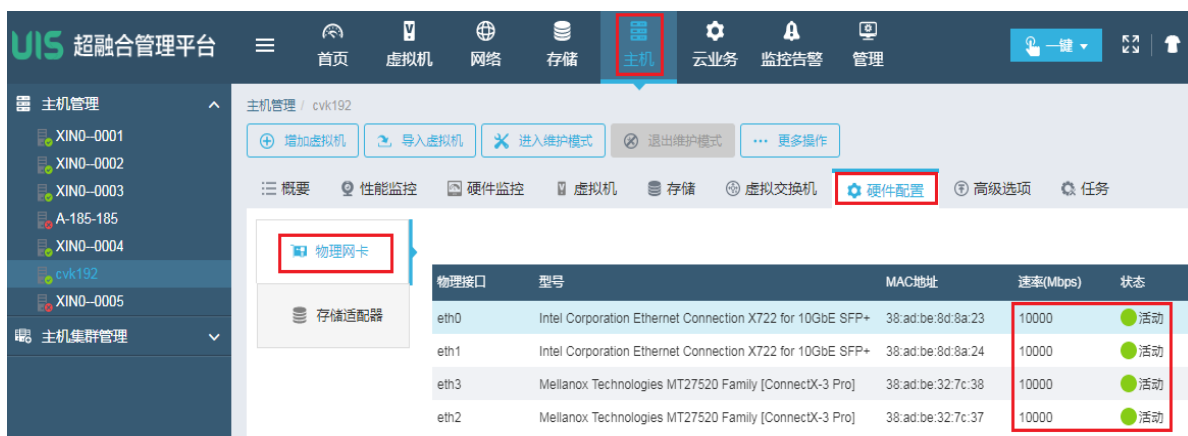 UIS 超融合管理平台
首页 虚拟机 网络 存储 主机 云业务 监控告警 管理 一键
主机管理
XIN0--0001
XIN0--0002
XIN0--0003
A-185-185
XIN0--0004
cvk192
XIN0--0005
主机集群管理
主机管理 / cvk192
增加虚拟机 导入虚拟机 进入维护模式 退出维护模式 ··· 更多操作
概要 性能监控 硬件监控 虚拟机 存储 虚拟交换机 硬件配置 高级选项 任务
物理网卡
存储适配器
物理接口 型号 MAC地址 速率(Mbps) 状态
eth0 Intel Corporation Ethernet Connection X722 for 10GbE SFP+ 38:ad:be:8d:8a:23 10000 活动
eth1 Intel Corporation Ethernet Connection X722 for 10GbE SFP+ 38:ad:be:8d:8a:24 10000 活动
eth3 Mellanox Technologies MT27520 Family [ConnectX-3 Pro] 38:ad:be:32:7c:38 10000 活动
eth2 Mellanox Technologies MT27520 Family [ConnectX-3 Pro] 38:ad:be:32:7c:37 10000 活动